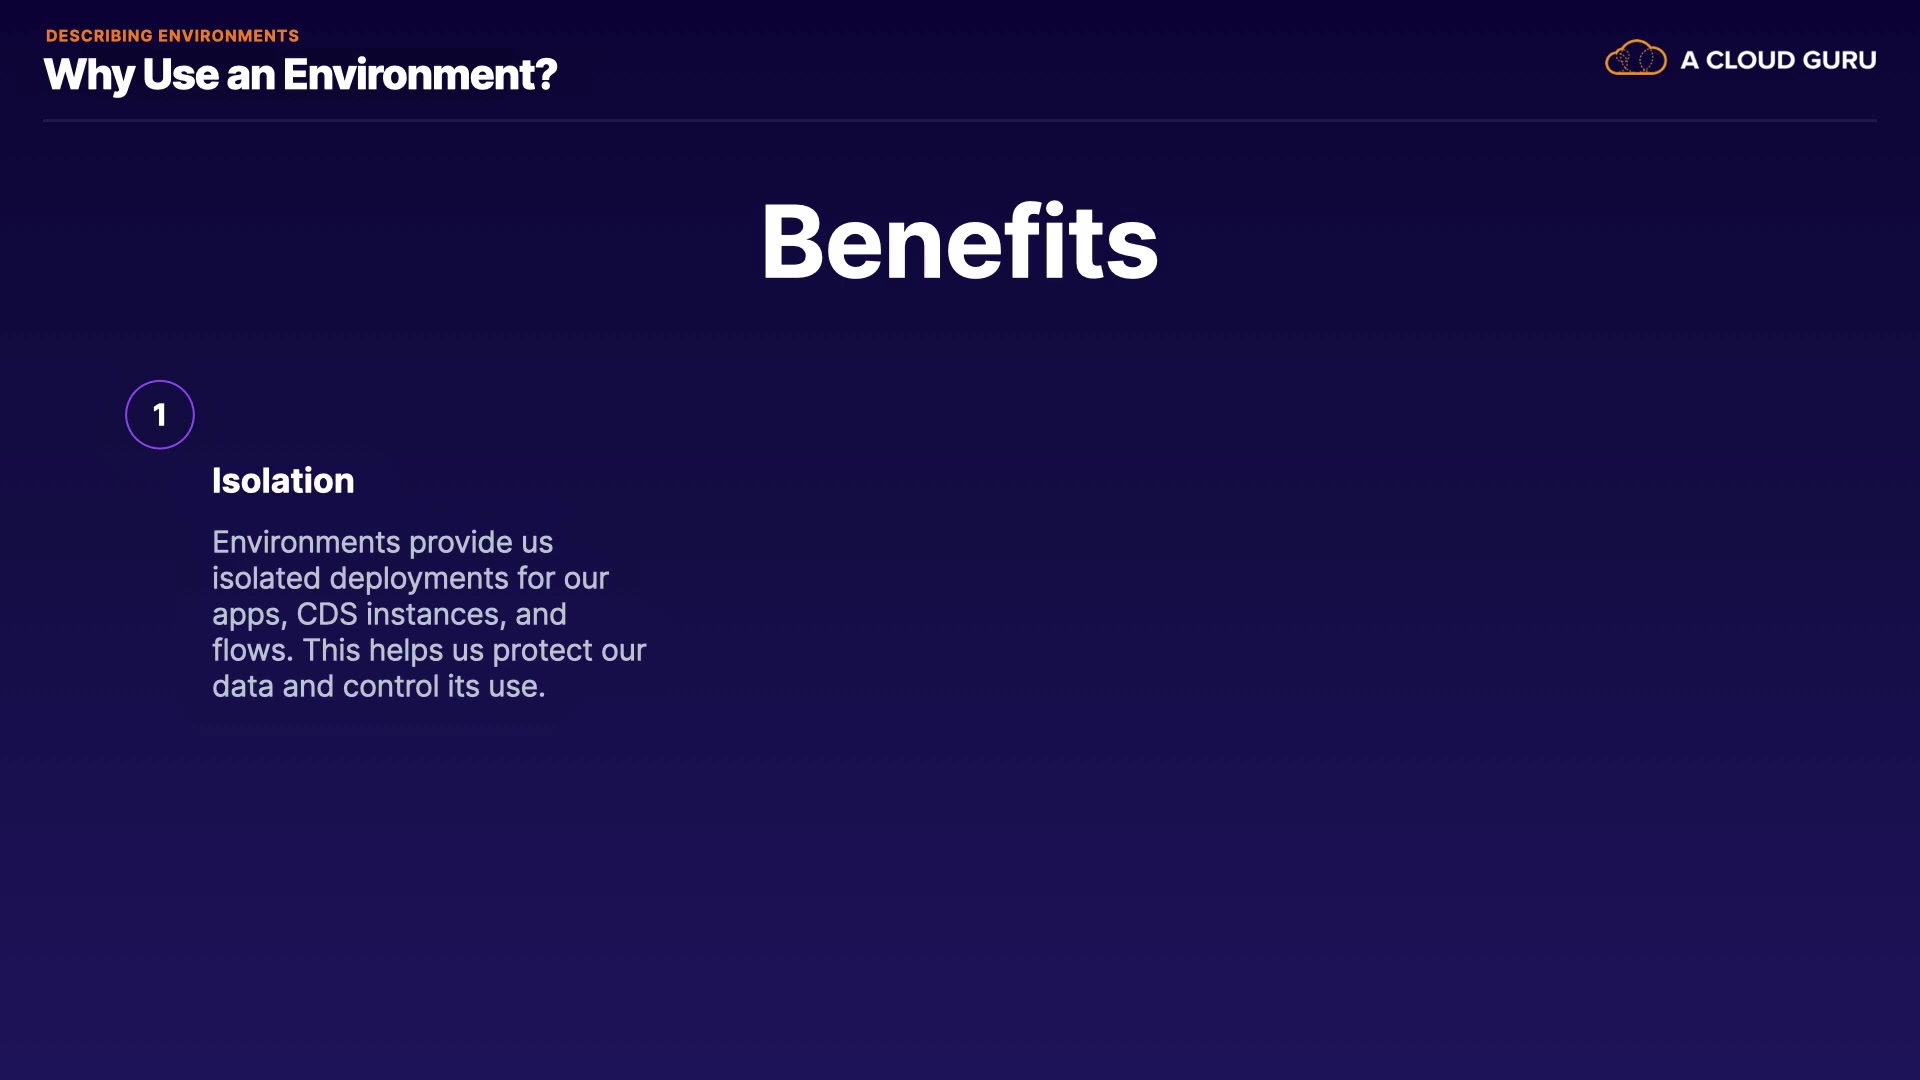 DESCRIBING ENVIRONMENTS
Why Use an Environment?
A CLOUD GURU
Benefits
1
Isolation
Environments provide us
isolated deployments for our
apps, CDS instances, and
flows. This helps us protect our
data and control its use.